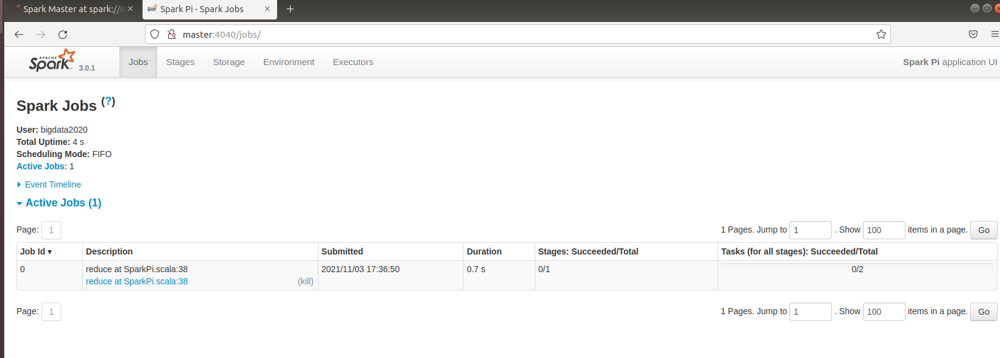 Spark Master at spark://m
Spark Pi - Spark Jobs
master:4040/jobs/
APACHE Spark 3.0.1 Jobs Stages Storage Environment Executors Spark Pi application UI
Spark Jobs (?)
User: bigdata2020
Total Uptime: 4 s
Scheduling Mode: FIFO
Active Jobs: 1
Event Timeline
Active Jobs (1)
Page: 1 1 Pages. Jump to 1 . Show 100 items in a page. Go
Job Id ▾ Description Submitted Duration Stages: Succeeded/Total Tasks (for all stages): Succeeded/Total
0 reduce at SparkPi.scala:38 2021/11/03 17:36:50 0.7 s 0/1 0/2
reduce at SparkPi.scala:38 (kill)
Page: 1 1 Pages. Jump to 1 . Show 100 items in a page. Go